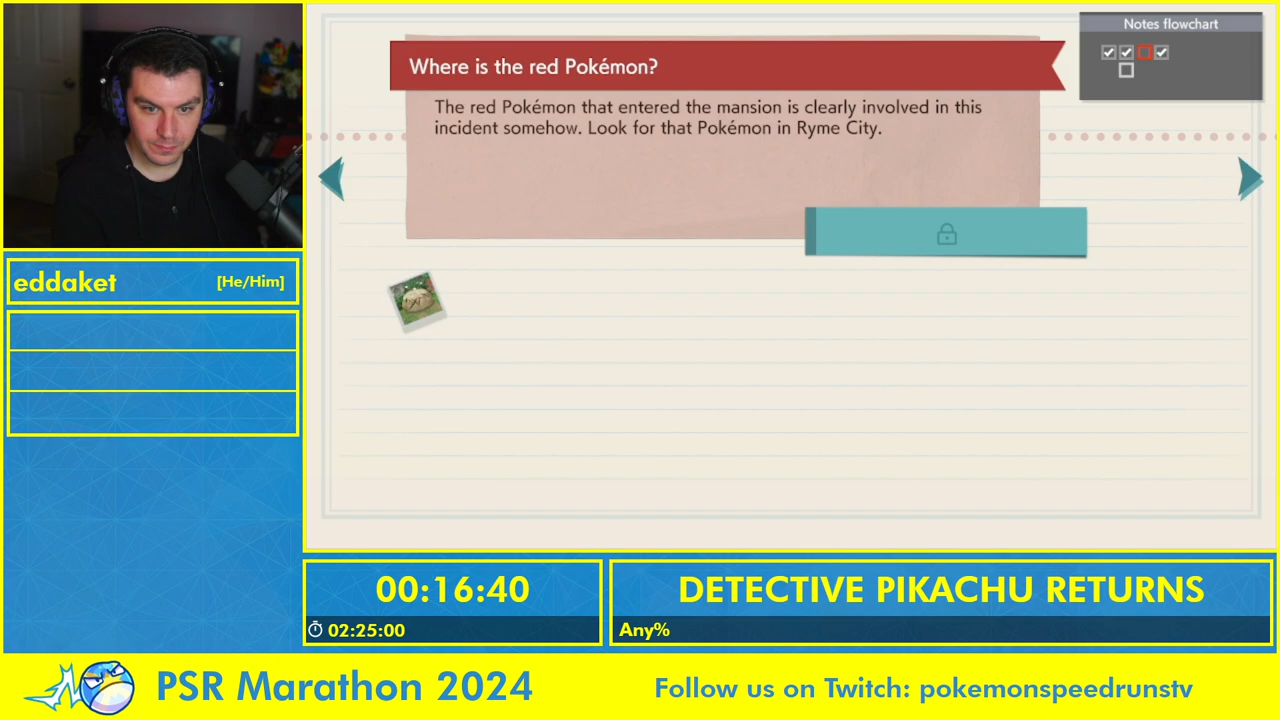 Notes flowchart
Where is the red Pokémon?
The red Pokémon that entered the mansion is clearly involved in this
incident somehow. Look for that Pokémon in Ryme City.
eddaket
[He/Him]
00:16:40
02:25:00
DETECTIVE PIKACHU RETURNS
Any%
PSR Marathon 2024
Follow us on Twitch: pokemonspeedrunstv